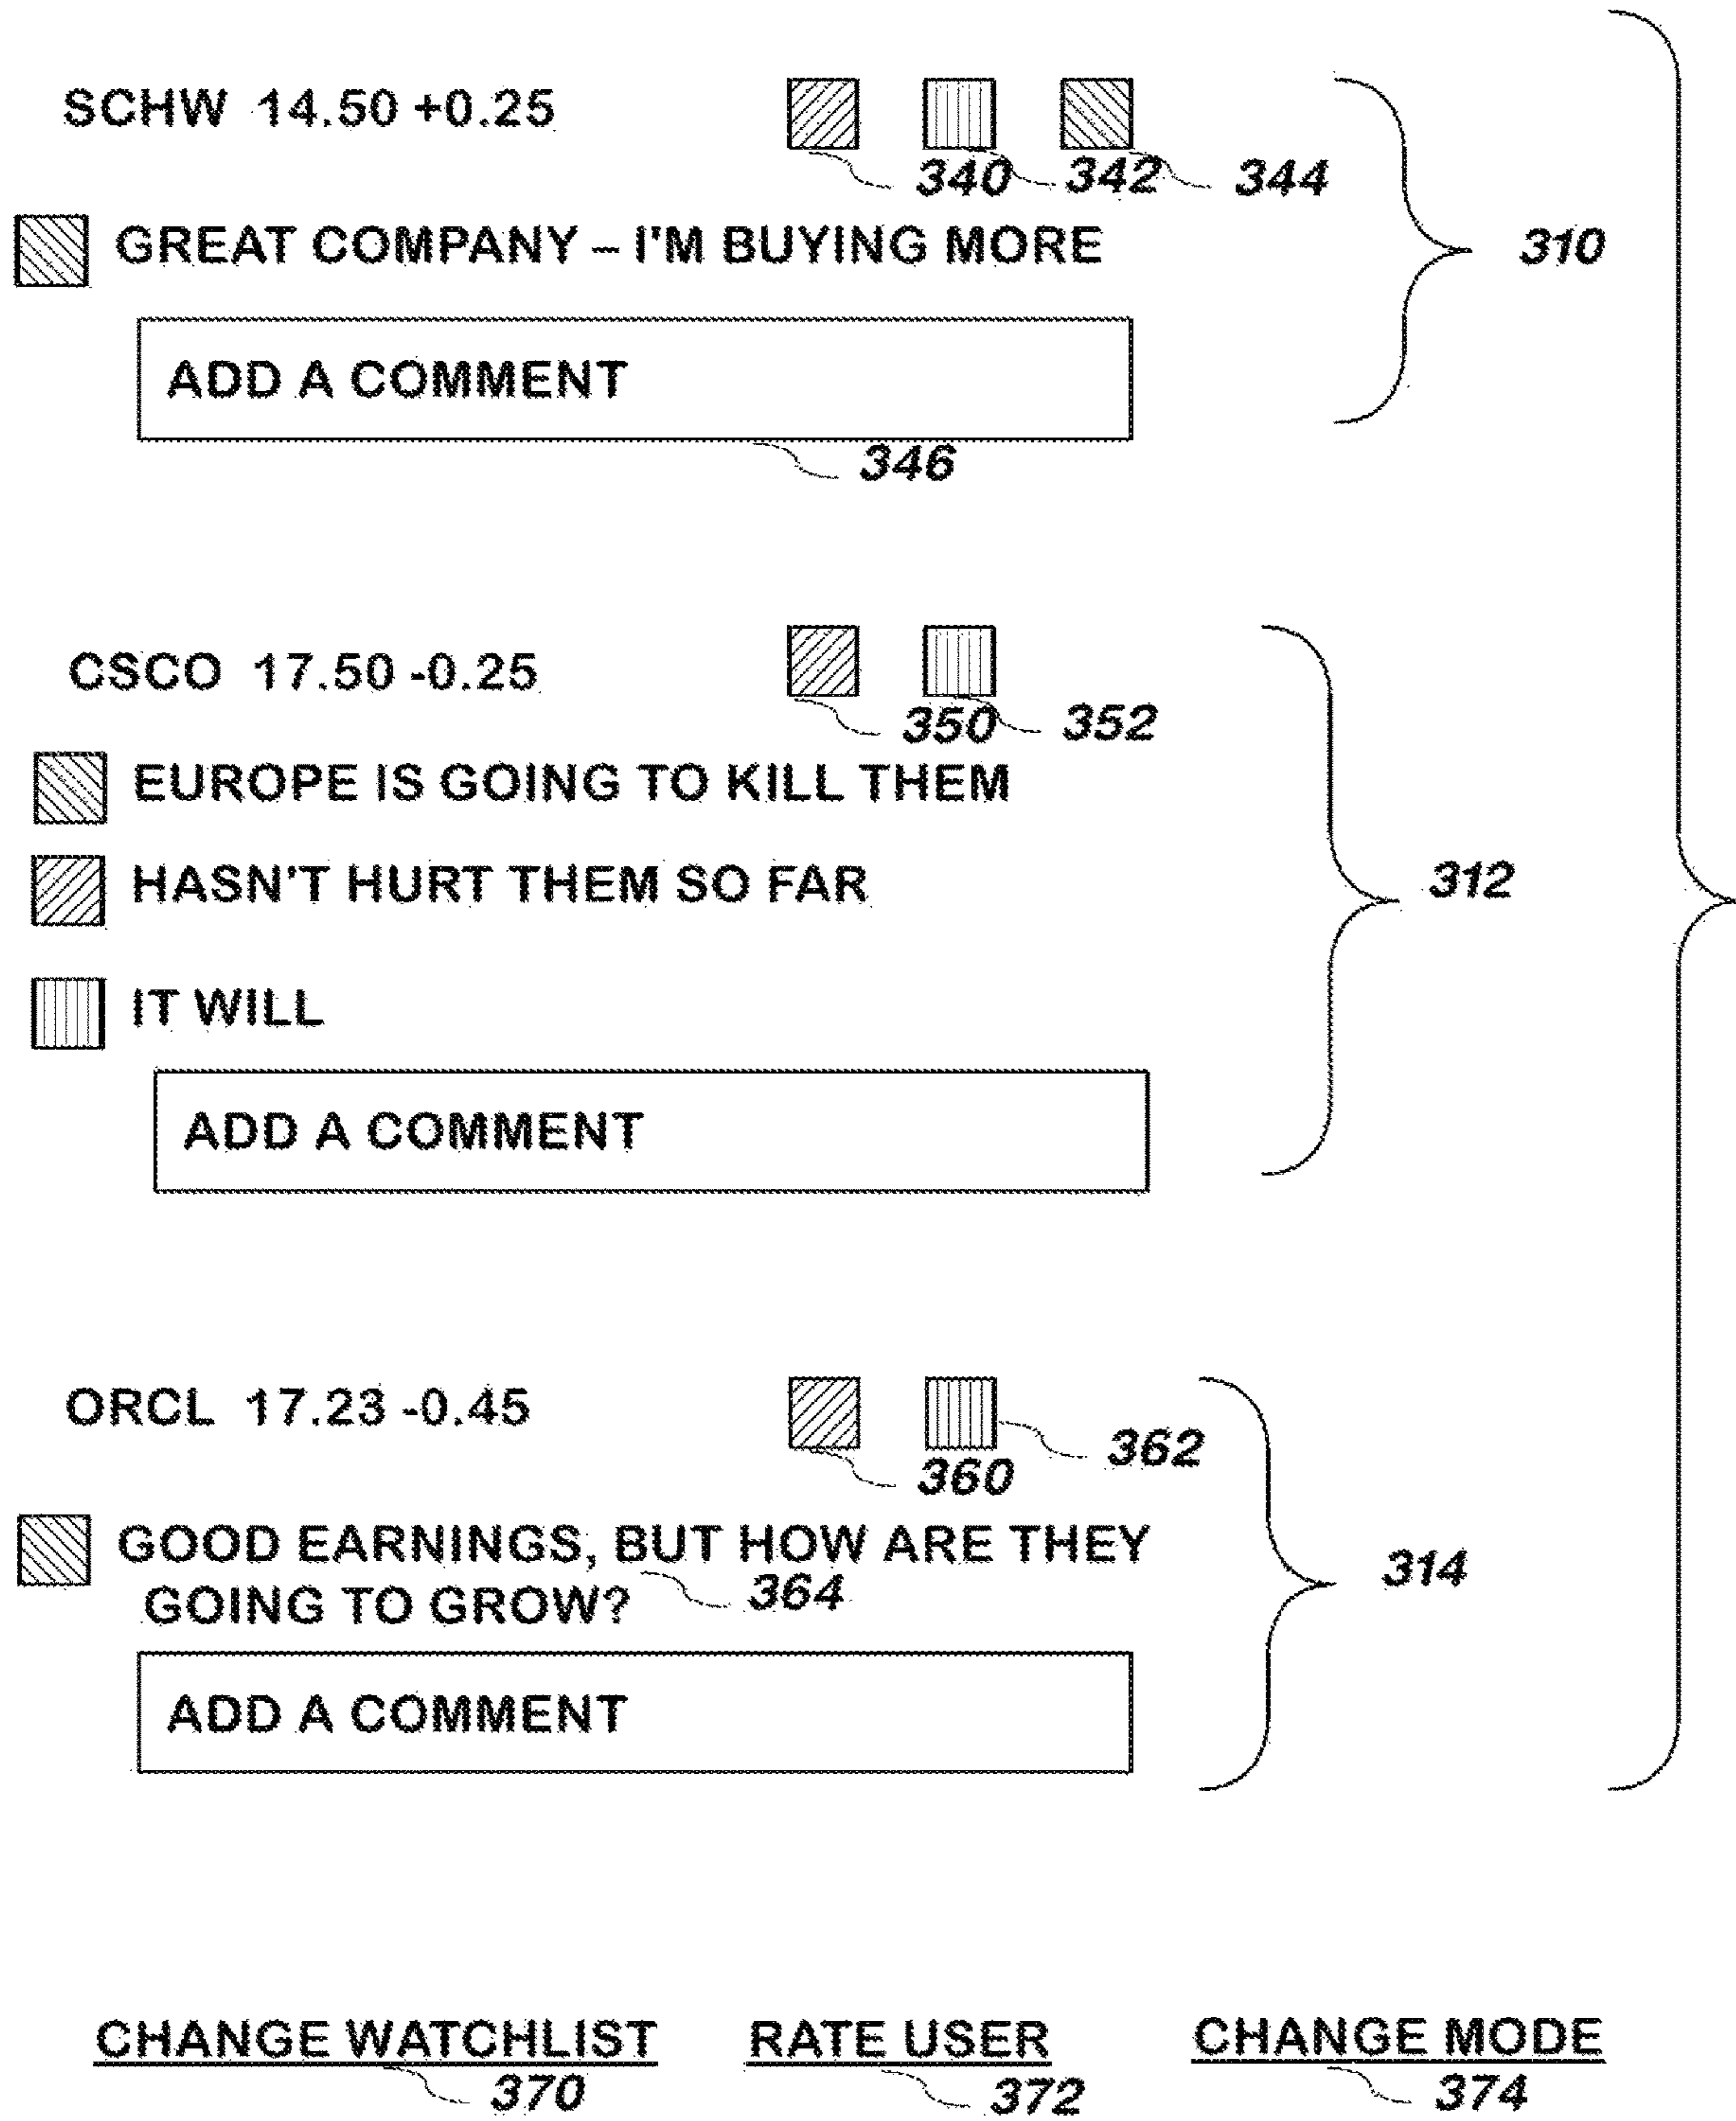 SCHW 14.50 +0.25
340 342 344
GREAT COMPANY – I'M BUYING MORE
310
ADD A COMMENT
346
CSCO 17.50 -0.25
350 352
EUROPE IS GOING TO KILL THEM
HASN'T HURT THEM SO FAR
312
IT WILL
ADD A COMMENT
ORCL 17.23 -0.45
362
360
GOOD EARNINGS, BUT HOW ARE THEY
314
GOING TO GROW?
364
ADD A COMMENT
CHANGE WATCHLIST RATE USER CHANGE MODE
370 372 374